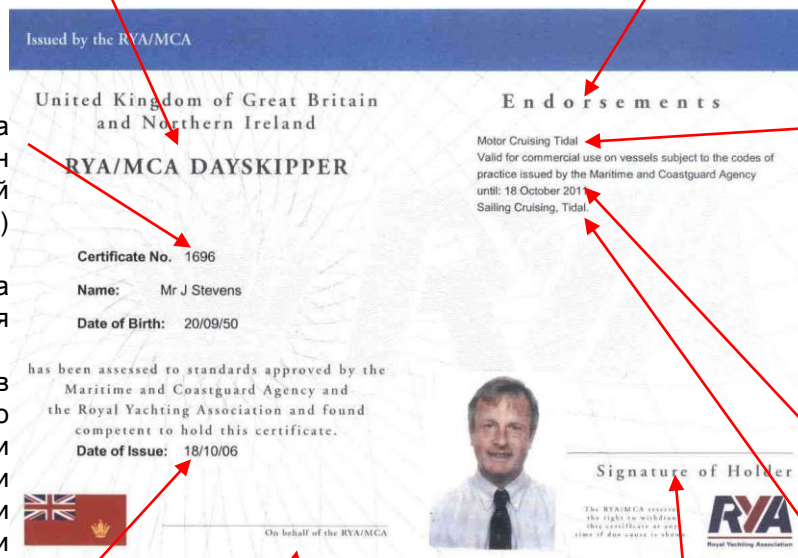 Issued by the RYA/MCA
United Kingdom of Great Britain
and Northern Ireland
RYA/MCA DAYSKIPPER
Certificate No. 1696
Name: Mr J Stevens
Date of Birth: 20/09/50
has been assessed to standards approved by the
Maritime and Coastguard Agency and
the Royal Yachting Association and found
competent to hold this certificate.
Date of Issue: 18/10/06
On behalf of the RYA/MCA
Endorsements
Motor Cruising Tidal
Valid for commercial use on vessels subject to the codes of
practice issued by the Maritime and Coastguard Agency
until: 18 October 2011
Sailing Cruising, Tidal.
Signature of Holder
The RYA/MCA reserve
the right to withdraw
this certificate at any
time if due cause is shown
RYA
Royal Yachting Association
а
н
й
)
а
я
в
о
и
и
и
и